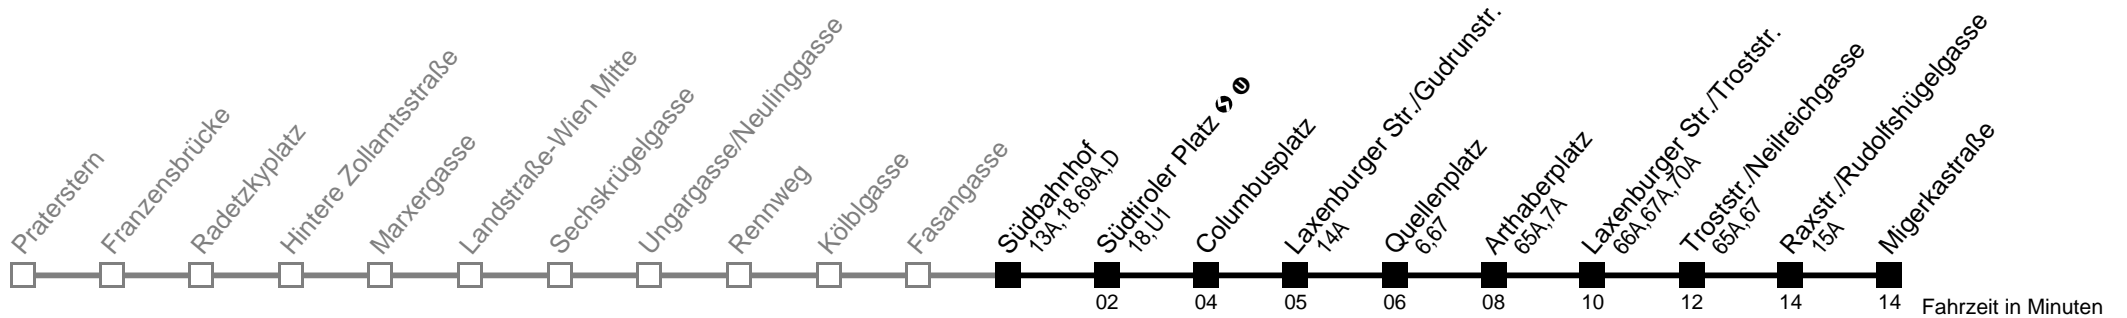 Praterstern
Franzensbrücke
Radetzkyplatz
Hintere Zollamtsstraße
Marxergasse
Landstraße-Wien Mitte
Sechskrügelgasse
Ungargasse/Neulinggasse
Rennweg
Kölblgasse
Fasangasse
Südbahnhof
13A,18,69A,D
Südtiroler Platz S U
18,U1
Columbusplatz
Laxenburger Str./Gudrunstr.
14A
Quellenplatz
6,67
Arthaberplatz
65A,7A
Laxenburger Str./Troststr.
66A,67A,70A
Troststr./Neilreichgasse
65A,67
Raxstr./Rudolfshügelgasse
15A
Migerkastraße
02 04 05 06 08 10 12 14 14 Fahrzeit in Minuten